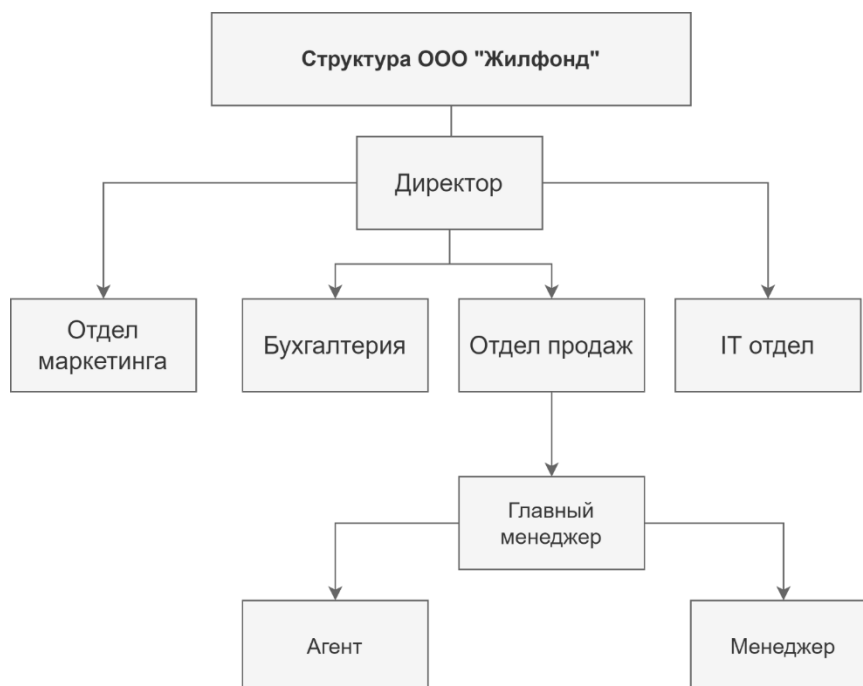 Структура ООО "Жилфонд"
Директор
Отдел
маркетинга
Бухгалтерия
Отдел продаж
IT отдел
Главный
менеджер
Агент
Менеджер